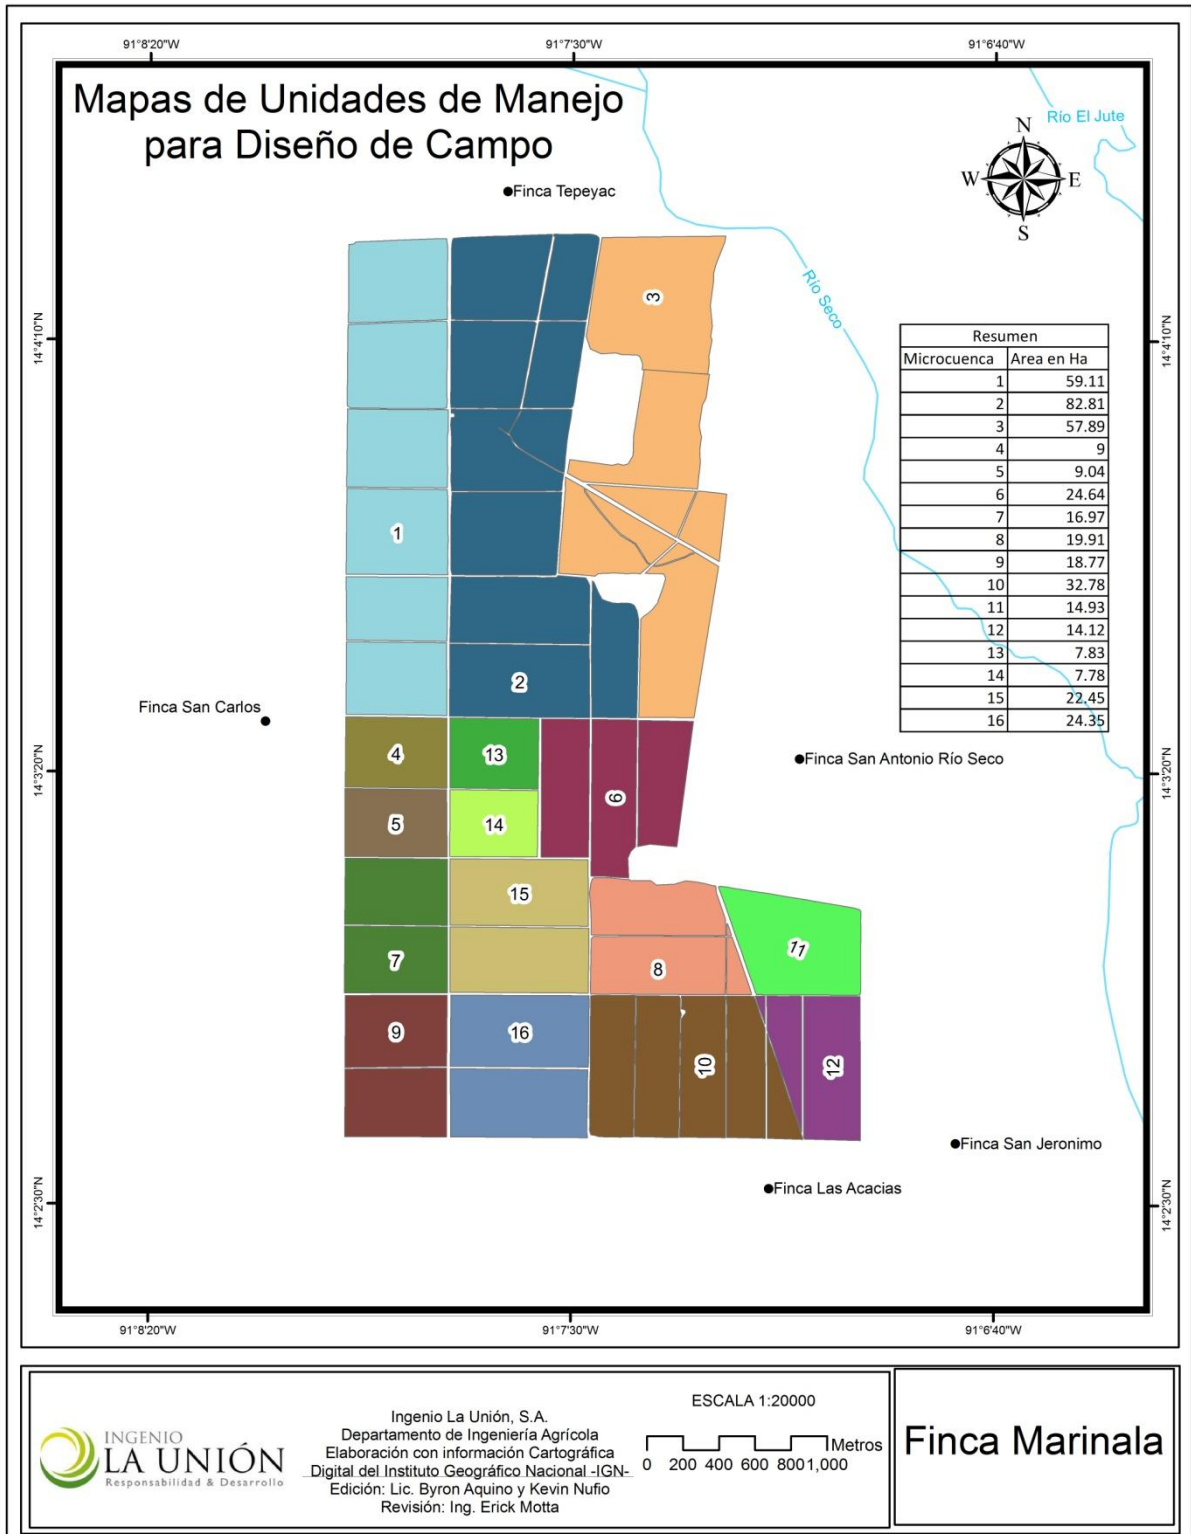 91°8'20"W 91°7'30"W 91°6'40"W
Mapas de Unidades de Manejo
para Diseño de Campo
Río El Jute
N
W E
S
Finca Tepeyac
Río Seco
3
14°4'10"N 14°4'10"N
Resumen
Microcuenca Area en Ha
1 59.11
2 82.81
3 57.89
4 9
5 9.04
6 24.64
7 16.97
8 19.91
9 18.77
10 32.78
11 14.93
12 14.12
13 7.83
14 7.78
15 22.45
16 24.35
1
2
Finca San Carlos
4 13
Finca San Antonio Río Seco
14°3'20"N 14°3'20"N
6
5 14
15
11
7 8
9 16
10 12
Finca San Jeronimo
Finca Las Acacias
14°2'30"N 14°2'30"N
91°8'20"W 91°7'30"W 91°6'40"W
INGENIO
LA UNIÓN
Responsabilidad & Desarrollo
Ingenio La Unión, S.A.
Departamento de Ingeniería Agrícola
Elaboración con información Cartográfica
Digital del Instituto Geográfico Nacional -IGN-
Edición: Lic. Byron Aquino y Kevin Nufio
Revisión: Ing. Erick Motta
ESCALA 1:20000
Metros
0 200 400 600 800 1,000
Finca Marinala